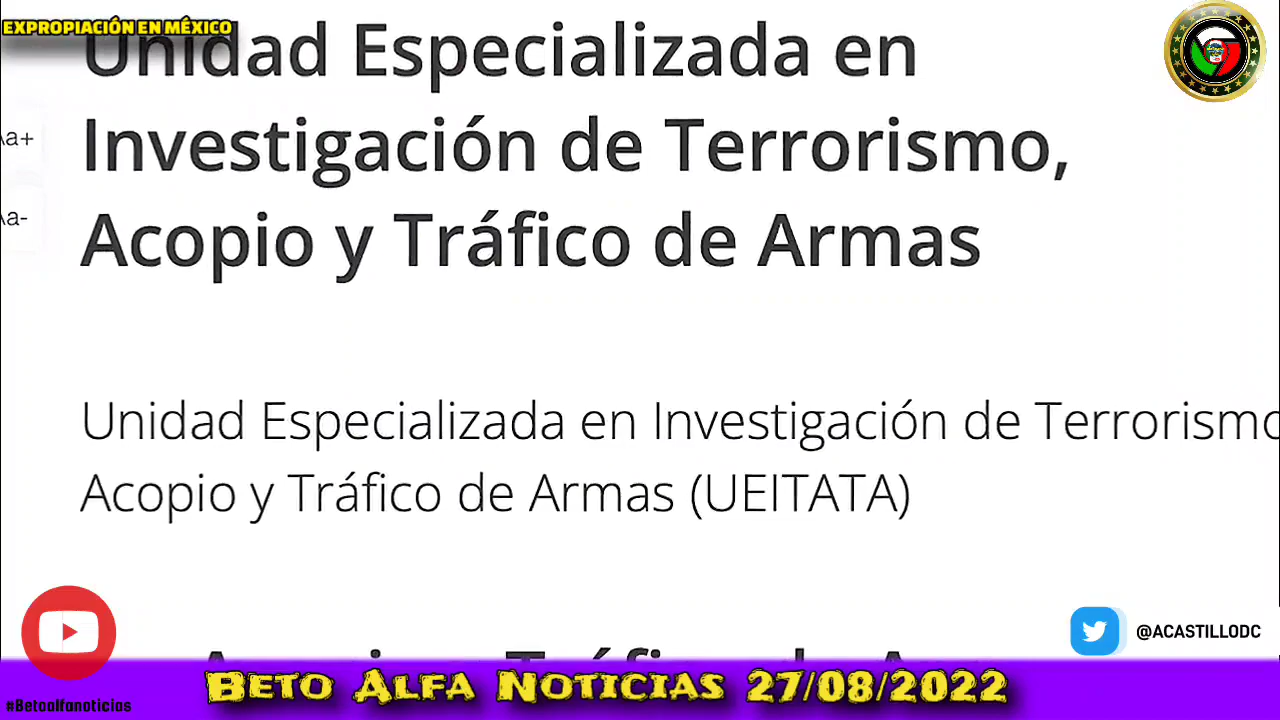 EXPROPIACIÓN EN MÉXICO
Unidad Especializada en
Investigación de Terrorismo,
Acopio y Tráfico de Armas
Aa+
Aa-
Unidad Especializada en Investigación de Terrorismo
Acopio y Tráfico de Armas (UEITATA)
@ACASTILLODC
BETO ALFA NOTICIAS 27/08/2022
#Betoalfanoticias